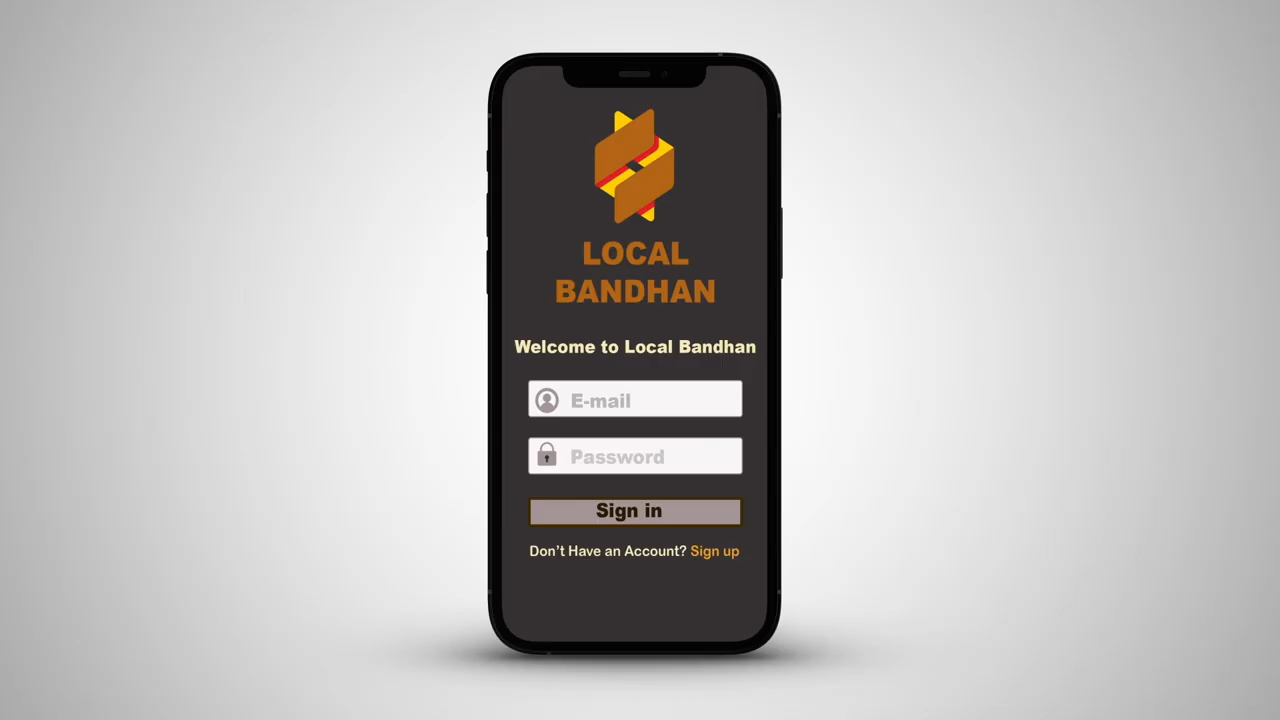 LOCAL
BANDHAN
Welcome to Local Bandhan
E-mail
Password
Sign in
Don't Have an Account? Sign up